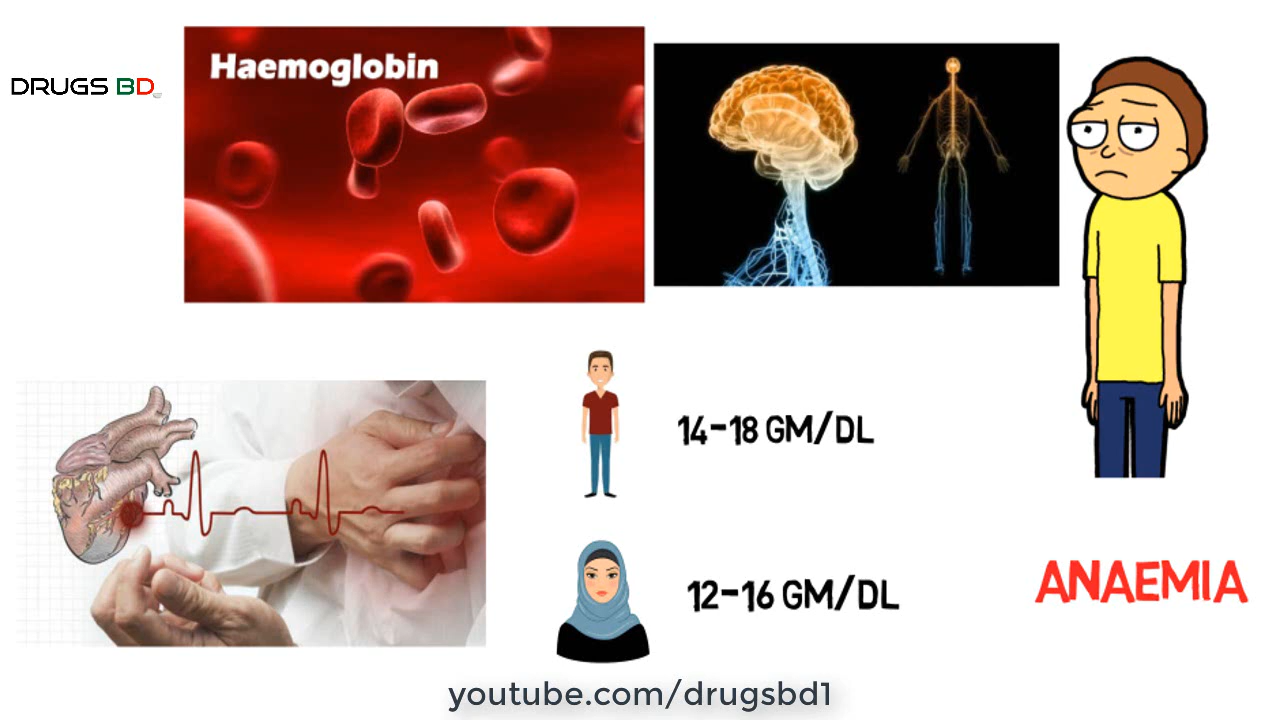 Haemoglobin
DRUGS BD
14-18 GM/DL
12-16 GM/DL
ANAEMIA
youtube.com/drugsbd1